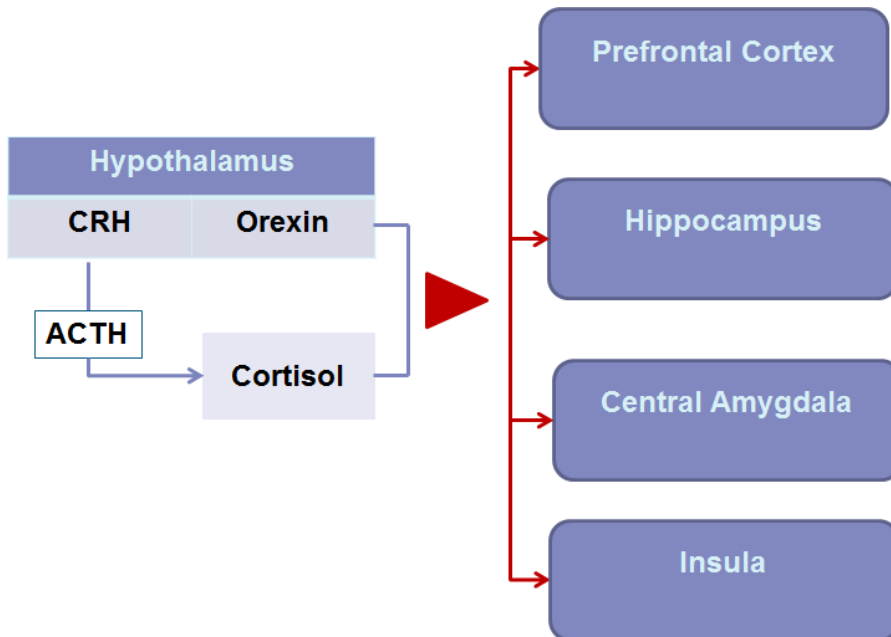 Hypothalamus
CRH
Orexin
ACTH
Cortisol
Prefrontal Cortex
Hippocampus
Central Amygdala
Insula